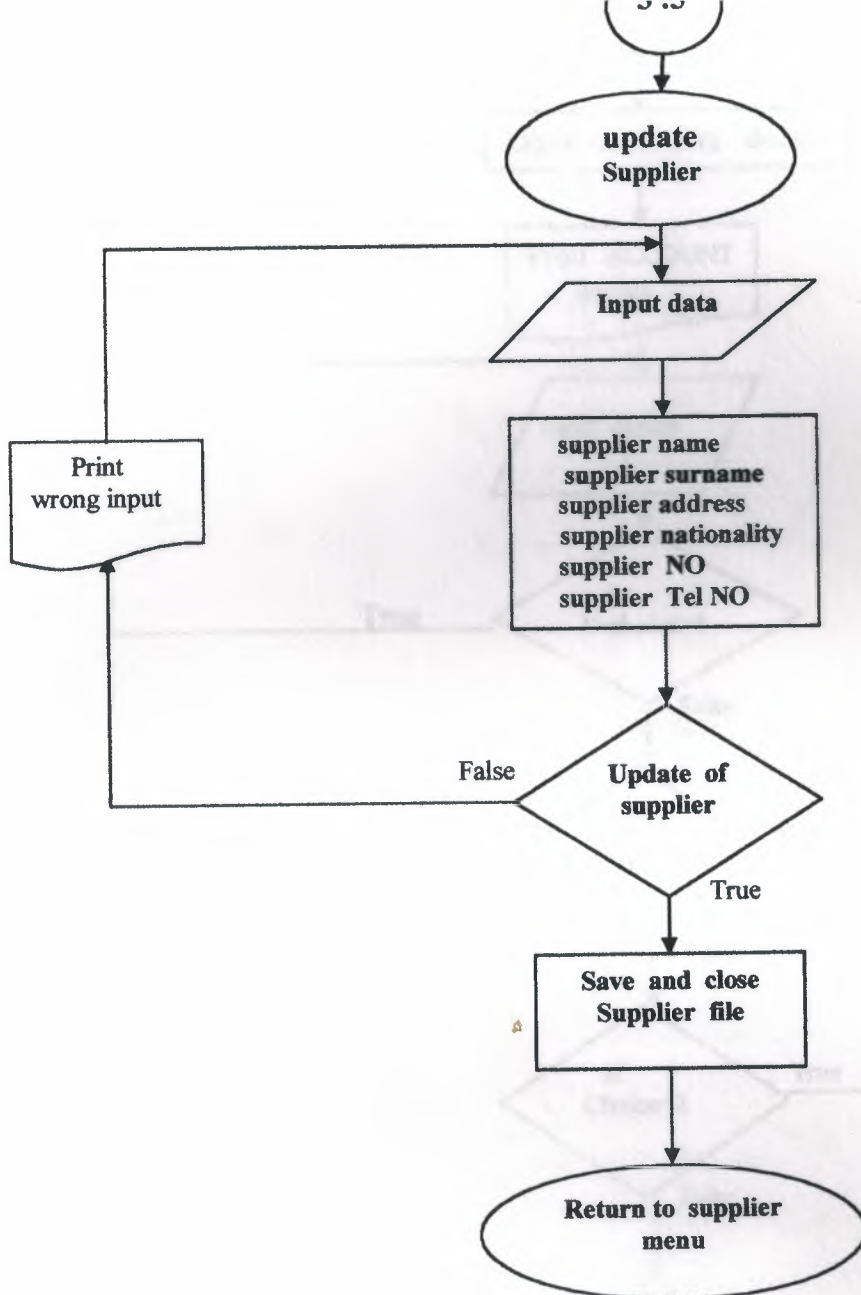 update
Supplier
Input data
supplier name
supplier surname
supplier address
supplier nationality
supplier NO
supplier Tel NO
Print
wrong input
False
Update of
supplier
True
Save and close
Supplier file
Return to supplier
menu